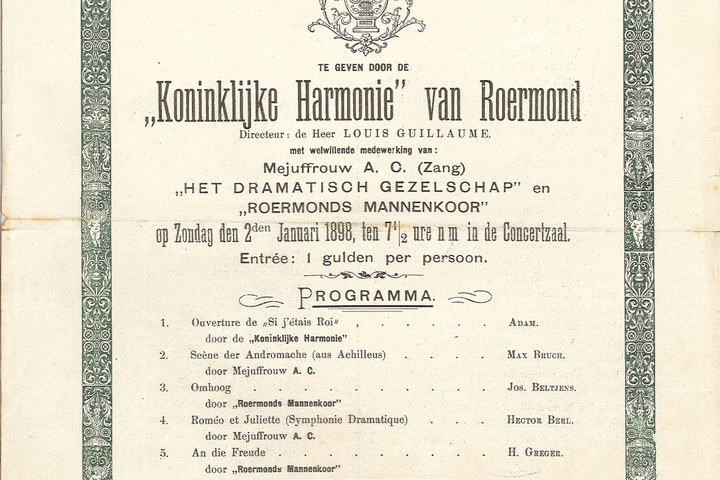 TE GEVEN DOOR DE
„Koninklijke Harmonie” van Roermond
Directeur: de Heer LOUIS GUILLAUME.
met welwillende medewerking van:
Mejuffrouw A. C. (Zang)
„HET DRAMATISCH GEZELSCHAP” en
„ROERMONDS MANNENKOOR”
op Zondag den 2den Januari 1898, ten 7½ ure n m in de Concertzaal.
Entrée: 1 gulden per persoon.
PROGRAMMA.
1. Ouverture de „Si j'étais Roi“ , . . . . . ADAM.
door de „Koninklijke Harmonie”
2. Scène der Andromache (aus Achilleus) . . . . MAX BRUCH.
door Mejuffrouw A. C.
3. Omhoog . . . . . . . . . JOS. BELTJENS.
door „Roermonds Mannenkoor”
4. Roméo et Juliette (Symphonie Dramatique) . . . HECTOR BERL.
door Mejuffrouw A. C.
5. An die Freude . . . . . . . . . H. GREGER.
door „Roermonds Mannenkoor”